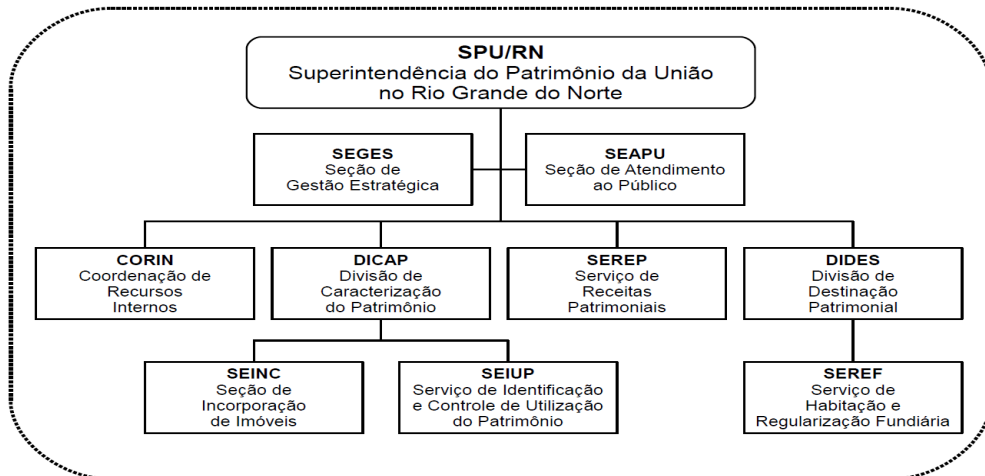 SPU/RN
Superintendência do Patrimônio da União
no Rio Grande do Norte
SEGES
Seção de
Gestão Estratégica
SEAPU
Seção de Atendimento
ao Público
CORIN
Coordenação de
Recursos
Internos
DICAP
Divisão de
Caracterização
do Patrimônio
SEREP
Serviço de
Receitas
Patrimoniais
DIDES
Divisão de
Destinação
Patrimonial
SEINC
Seção de
Incorporação
de Imóveis
SEIUP
Serviço de Identificação
e Controle de Utilização
do Patrimônio
SEREF
Serviço de
Habitação e
Regularização Fundiária